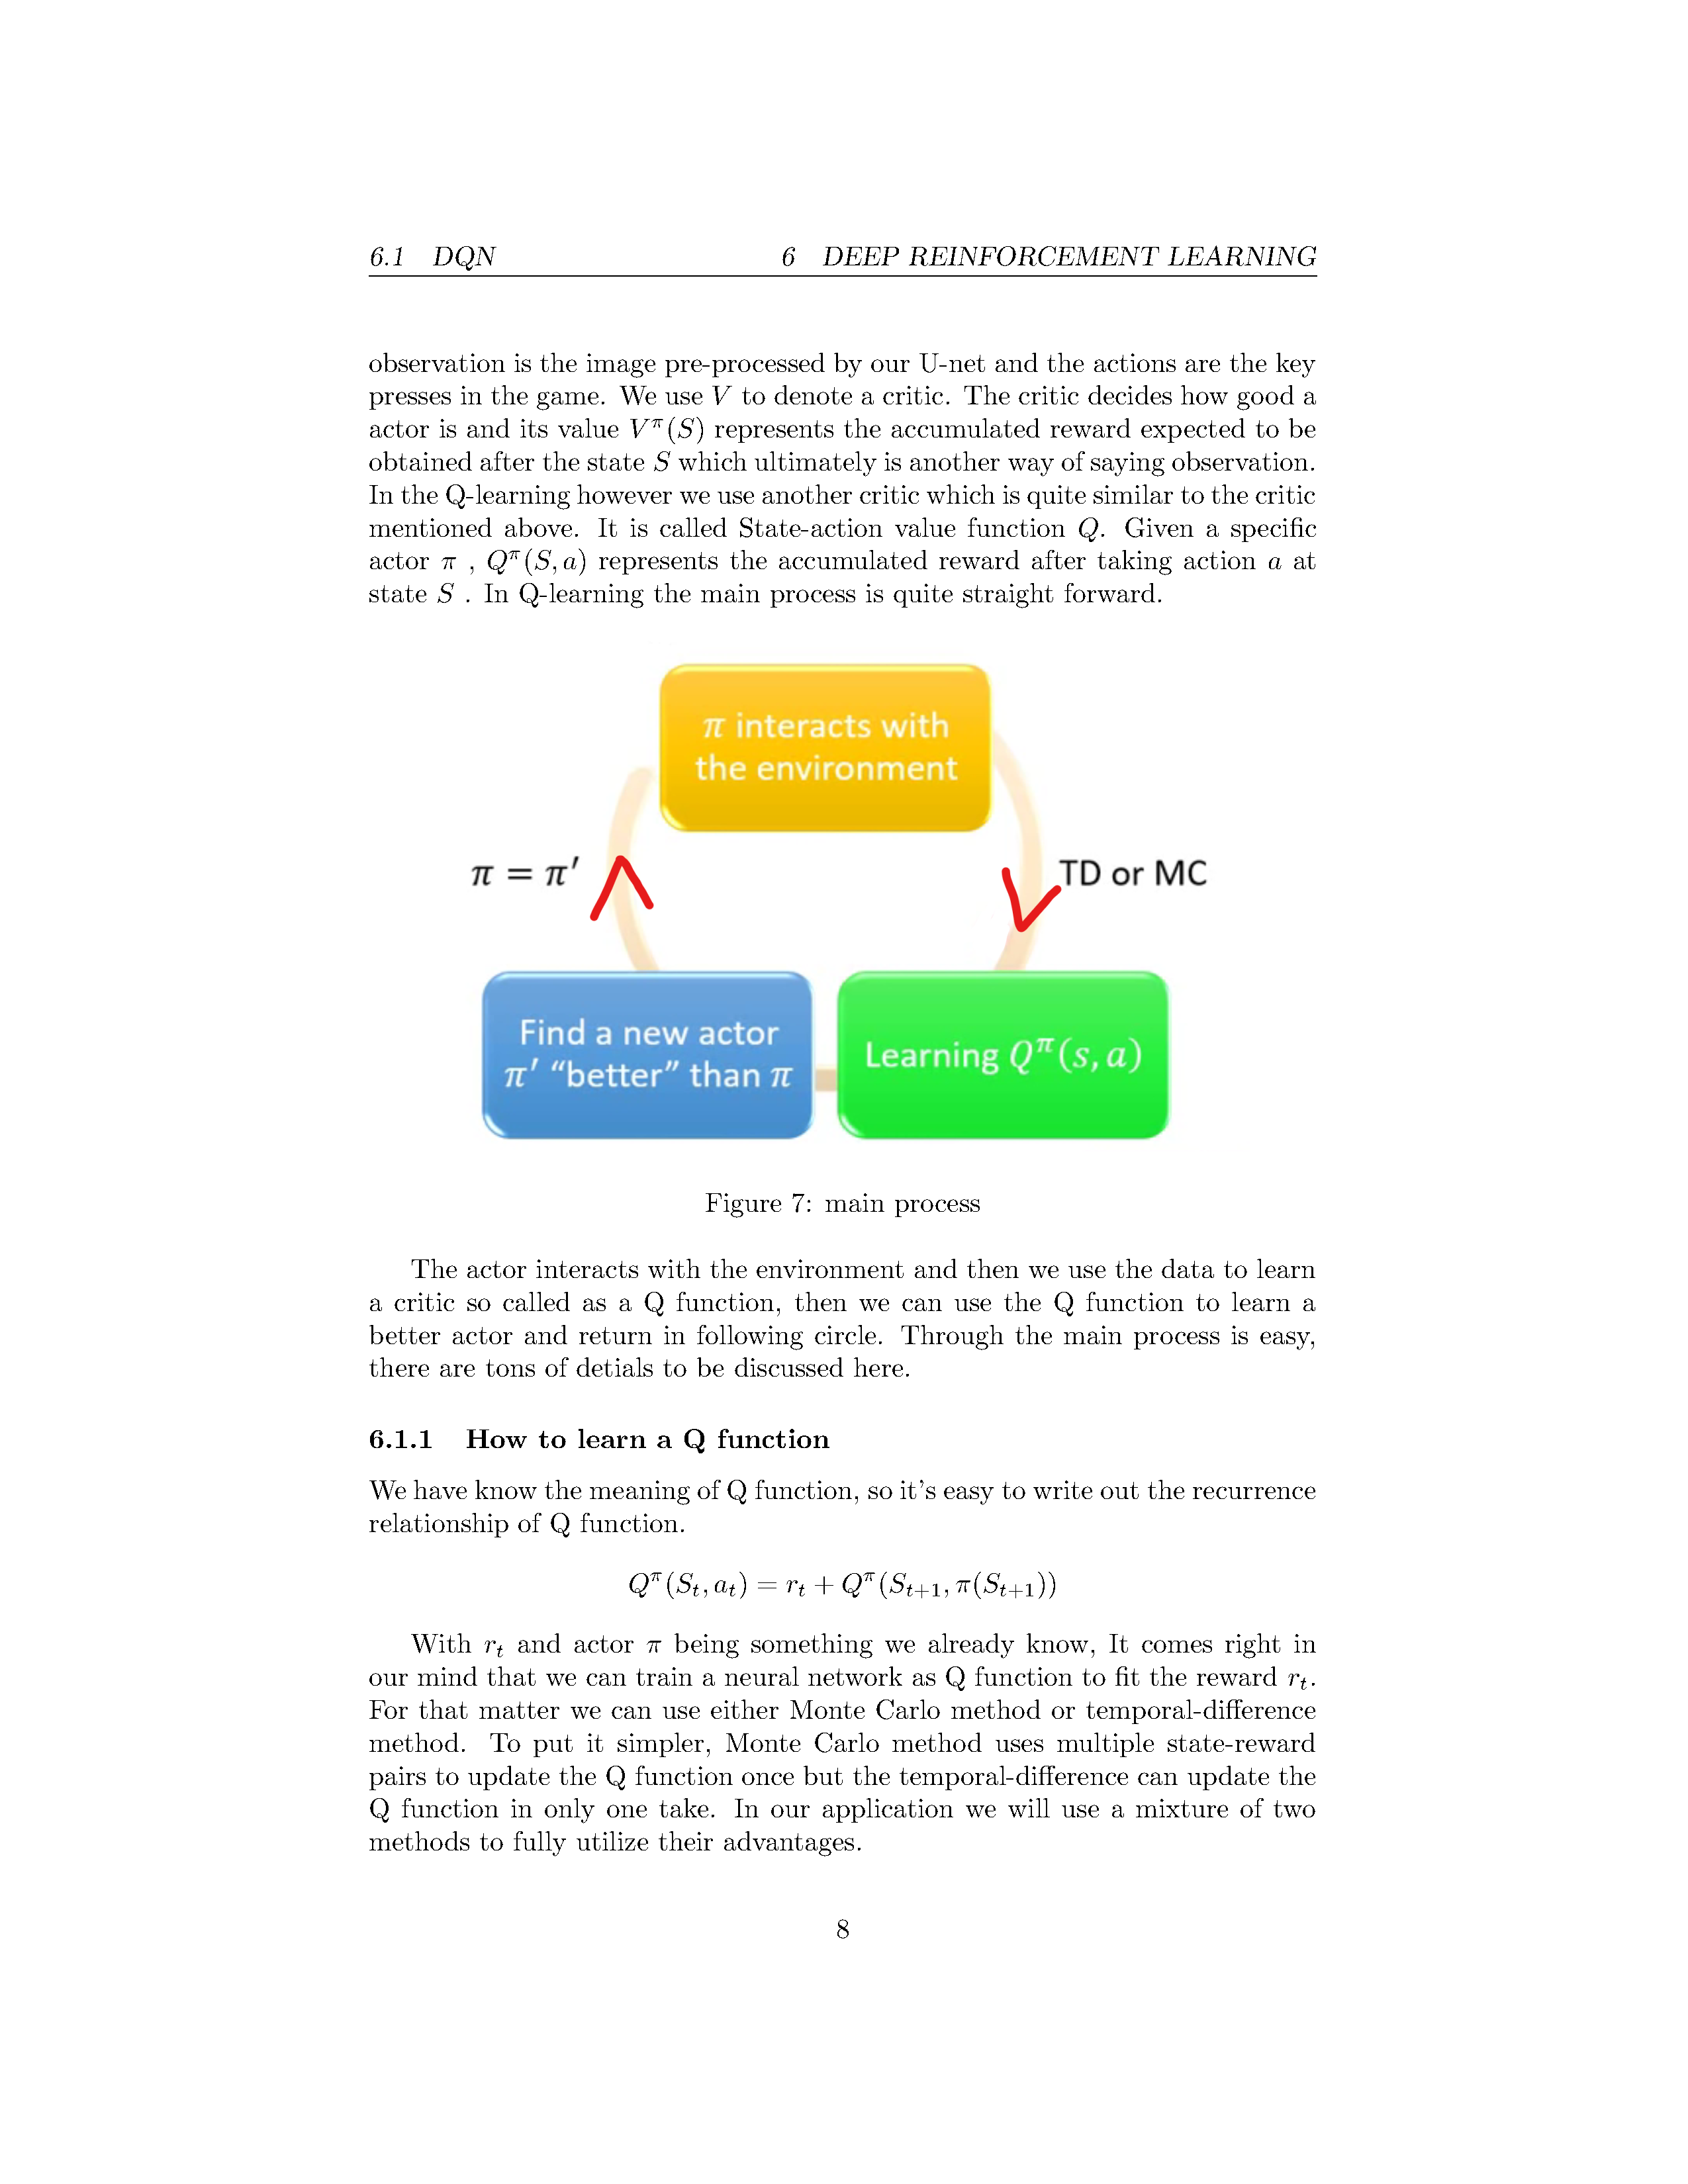 6.1 DQN 6 DEEP REINFORCEMENT LEARNING
observation is the image pre-processed by our U-net and the actions are the key
presses in the game. We use V to denote a critic. The critic decides how good a
actor is and its value V^π(S) represents the accumulated reward expected to be
obtained after the state S which ultimately is another way of saying observation.
In the Q-learning however we use another critic which is quite similar to the critic
mentioned above. It is called State-action value function Q. Given a specific
actor π , Q^π(S, a) represents the accumulated reward after taking action a at
state S . In Q-learning the main process is quite straight forward.
π interacts with
the environment
π = π′
TD or MC
Find a new actor
π′ “better” than π
Learning Q^π(s, a)
Figure 7: main process
The actor interacts with the environment and then we use the data to learn
a critic so called as a Q function, then we can use the Q function to learn a
better actor and return in following circle. Through the main process is easy,
there are tons of detials to be discussed here.
6.1.1 How to learn a Q function
We have know the meaning of Q function, so it's easy to write out the recurrence
relationship of Q function.
Q^π(S_t, a_t) = r_t + Q^π(S_{t+1}, π(S_{t+1}))
With r_t and actor π being something we already know, It comes right in
our mind that we can train a neural network as Q function to fit the reward r_t.
For that matter we can use either Monte Carlo method or temporal-difference
method. To put it simpler, Monte Carlo method uses multiple state-reward
pairs to update the Q function once but the temporal-difference can update the
Q function in only one take. In our application we will use a mixture of two
methods to fully utilize their advantages.
8